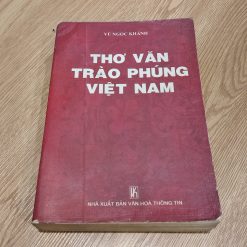 VŨ NGỌC KHÁNH
THƠ VĂN
TRÀO PHÚNG
VIỆT NAM
NHÀ XUẤT BẢN VĂN HOÁ THÔNG TIN